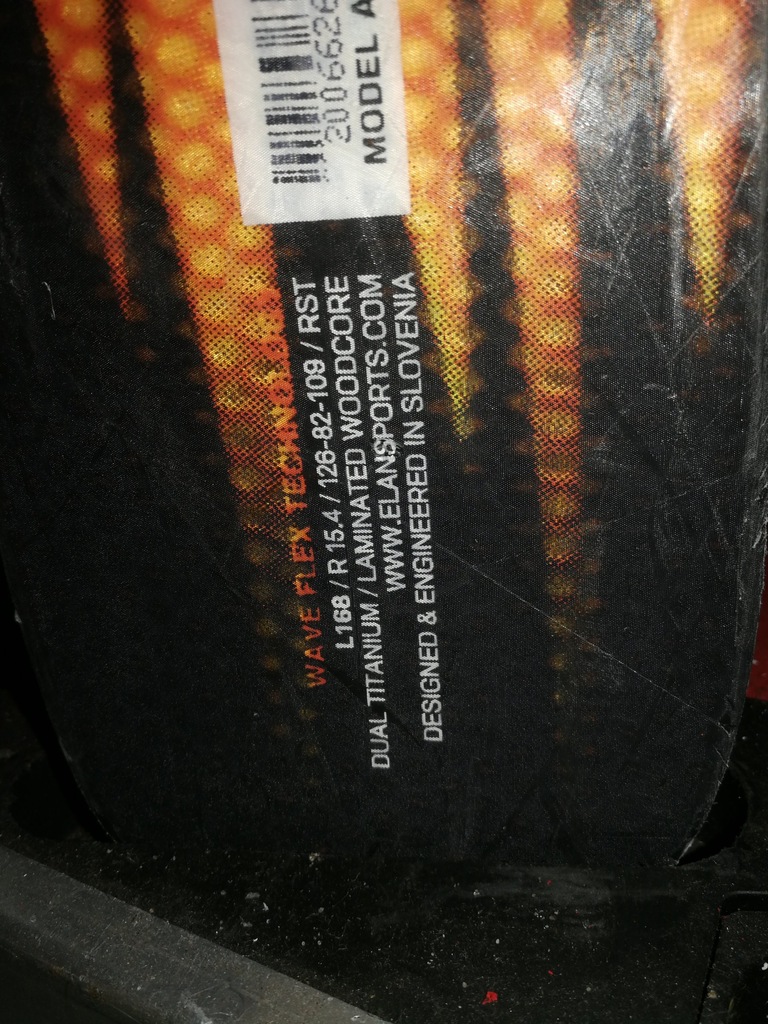 2006626
MODEL A
WAVE FLEX TECHNOLOGY
L168 / R 15.4 / 126-82-109 / RST
DUAL TITANIUM / LAMINATED WOODCORE
WWW.ELANSPORTS.COM
DESIGNED & ENGINEERED IN SLOVENIA